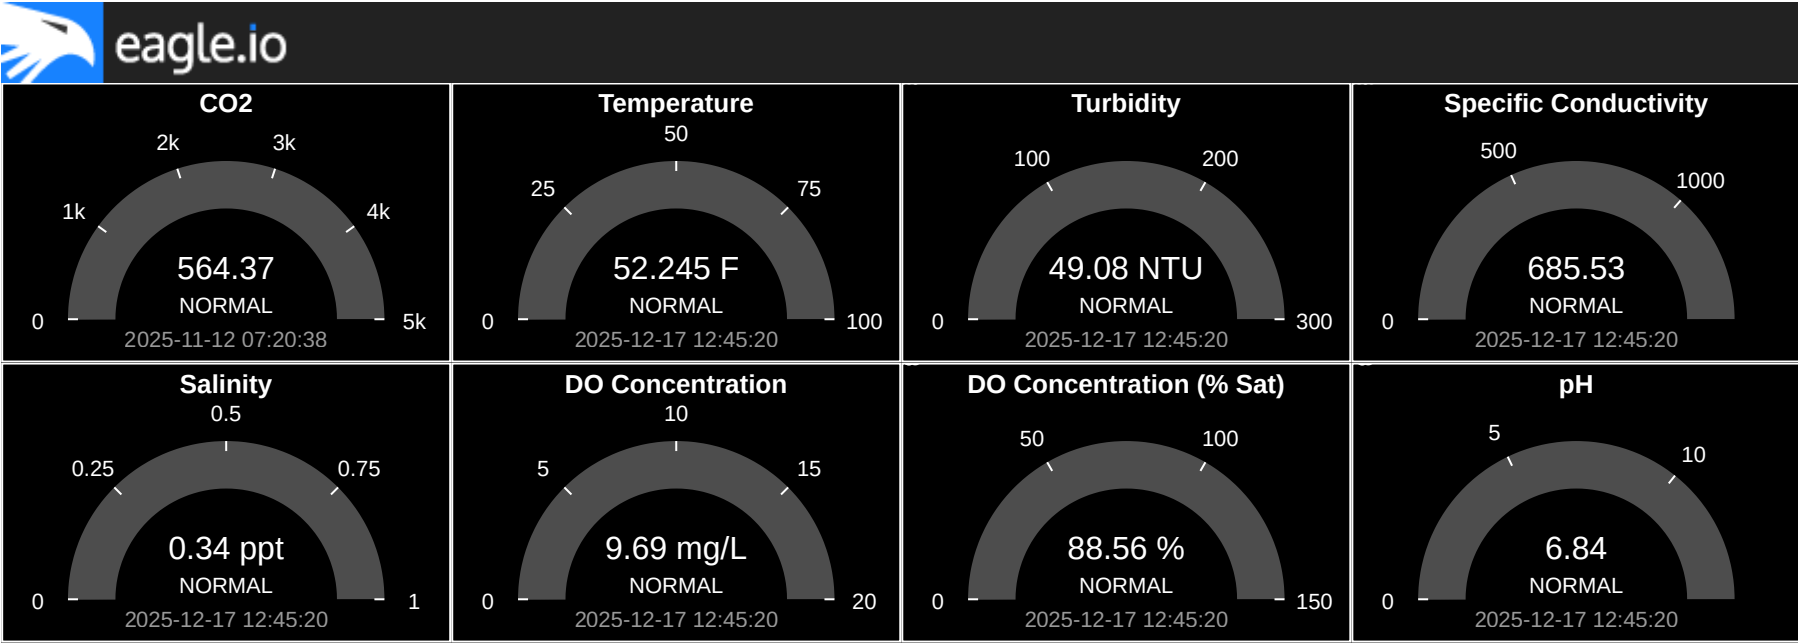 eagle.io
CO2
2k
3k
1k
4k
564.37
NORMAL
0
5k
2025-11-12 07:20:38
Temperature
50
25
75
52.245 F
NORMAL
0
100
2025-12-17 12:45:20
Turbidity
100
200
49.08 NTU
NORMAL
0
300
2025-12-17 12:45:20
Specific Conductivity
500
1000
685.53
NORMAL
0
2025-12-17 12:45:20
Salinity
0.5
0.25
0.75
0.34 ppt
NORMAL
0
1
2025-12-17 12:45:20
DO Concentration
10
5
15
9.69 mg/L
NORMAL
0
20
2025-12-17 12:45:20
DO Concentration (% Sat)
50
100
88.56 %
NORMAL
0
150
2025-12-17 12:45:20
pH
5
10
6.84
NORMAL
0
2025-12-17 12:45:20